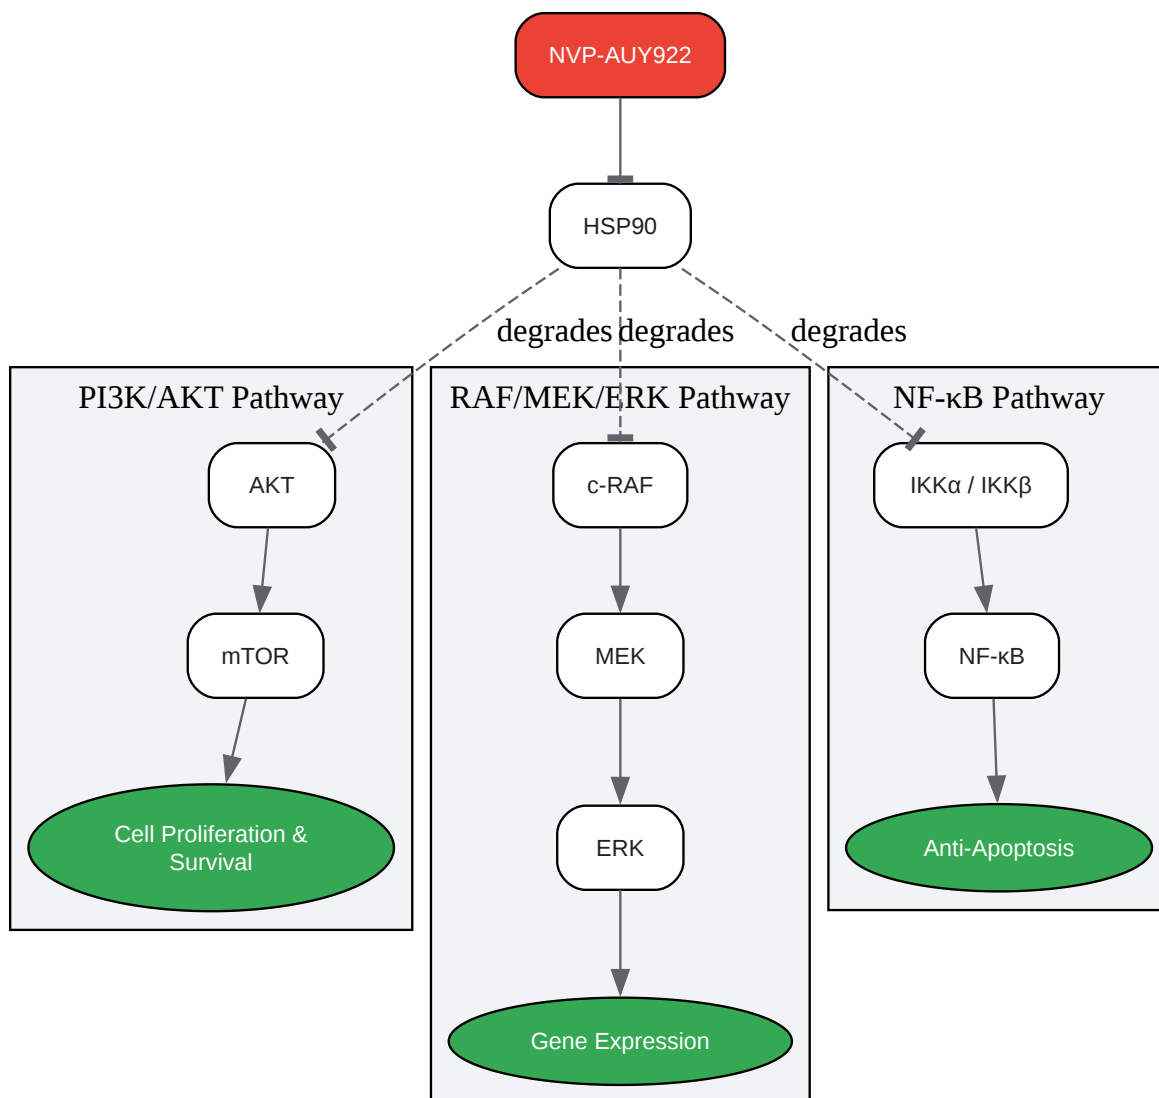 NVP-AUY922
HSP90
degrades
degrades
degrades
PI3K/AKT Pathway
RAF/MEK/ERK Pathway
NF-κB Pathway
AKT
c-RAF
IKKα / IKKβ
mTOR
MEK
NF-κB
Cell Proliferation &
Survival
ERK
Anti-Apoptosis
Gene Expression